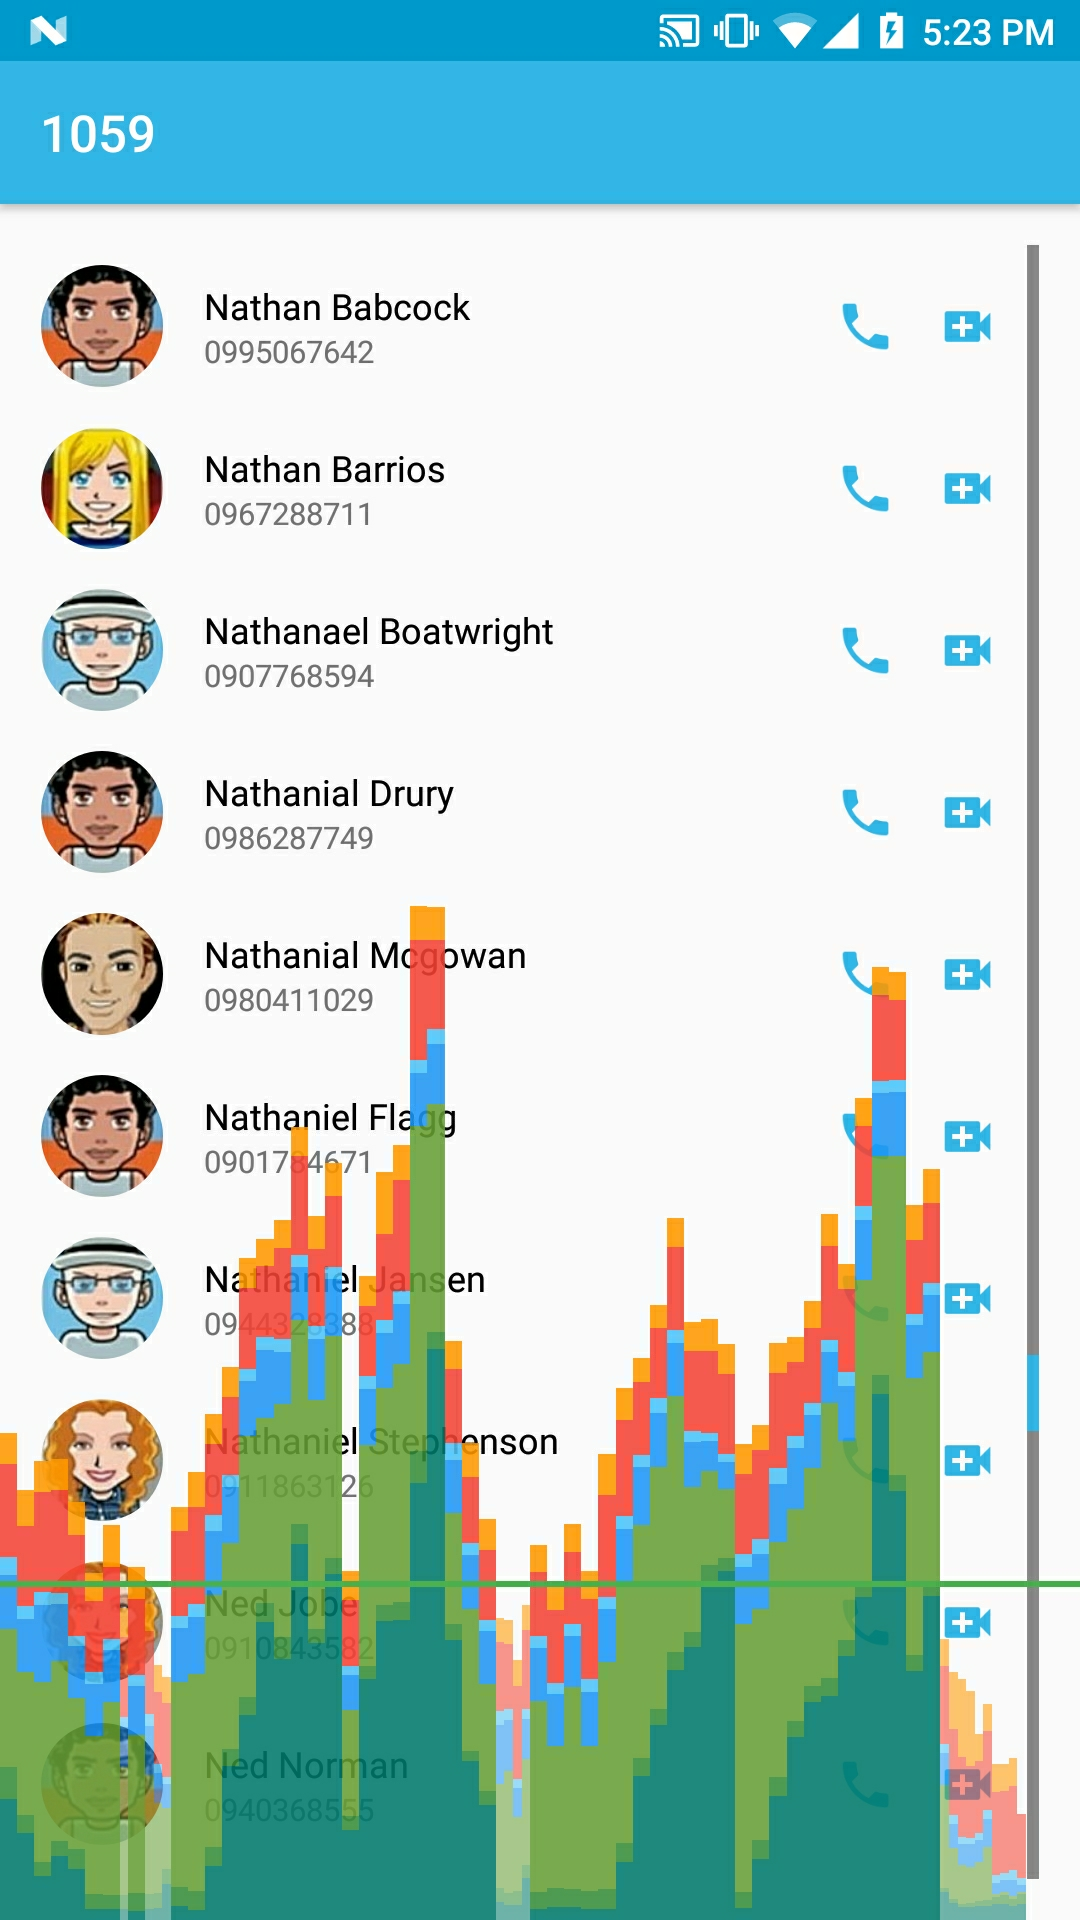 5:23 PM
1059
Nathan Babcock
0995067642
Nathan Barrios
0967288711
Nathanael Boatwright
0907768594
Nathanial Drury
0986287749
Nathanial Mcgowan
0980411029
Nathaniel Flagg
0901784671
Nathaniel Jansen
0944328388
Nathaniel Stephenson
0911863126
Ned Jobe
0910843582
Ned Norman
0940368555